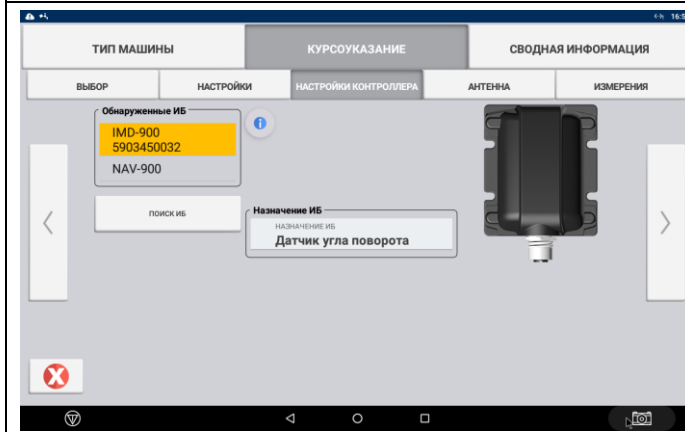 16:5
ТИП МАШИНЫ
КУРСОУКАЗАНИЕ
СВОДНАЯ ИНФОРМАЦИЯ
ВЫБОР
НАСТРОЙКИ
НАСТРОЙКИ КОНТРОЛЛЕРА
АНТЕННА
ИЗМЕРЕНИЯ
Обнаруженные ИБ
IMD-900
5903450032
NAV-900
ПОИСК ИБ
Назначение ИБ
НАЗНАЧЕНИЕ ИБ
Датчик угла поворота